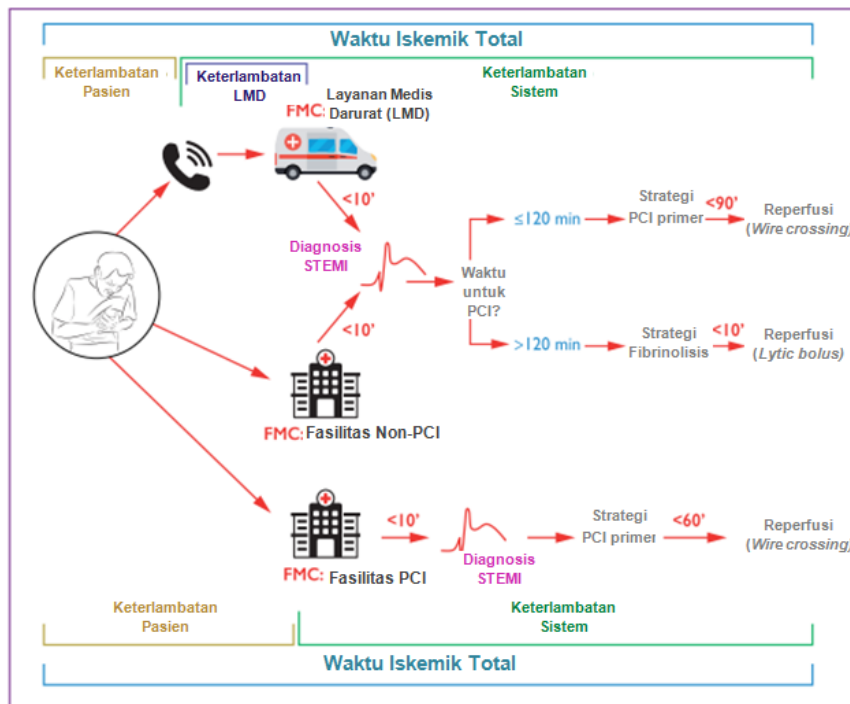 Waktu Iskemik Total
Keterlambatan
Pasien
Keterlambatan
LMD
Keterlambatan
Sistem
FMC: Layanan Medis
Darurat (LMD)
<10'
Diagnosis
STEMI
<10'
Waktu
untuk
PCI?
≤120 min
Strategi
PCI primer
<90'
Reperfusi
(Wire crossing)
>120 min
Strategi
Fibrinolisis
<10'
Reperfusi
(Lytic bolus)
FMC: Fasilitas Non-PCI
FMC: Fasilitas PCI
<10'
Diagnosis
STEMI
Strategi
PCI primer
<60'
Reperfusi
(Wire crossing)
Keterlambatan
Pasien
Keterlambatan
Sistem
Waktu Iskemik Total